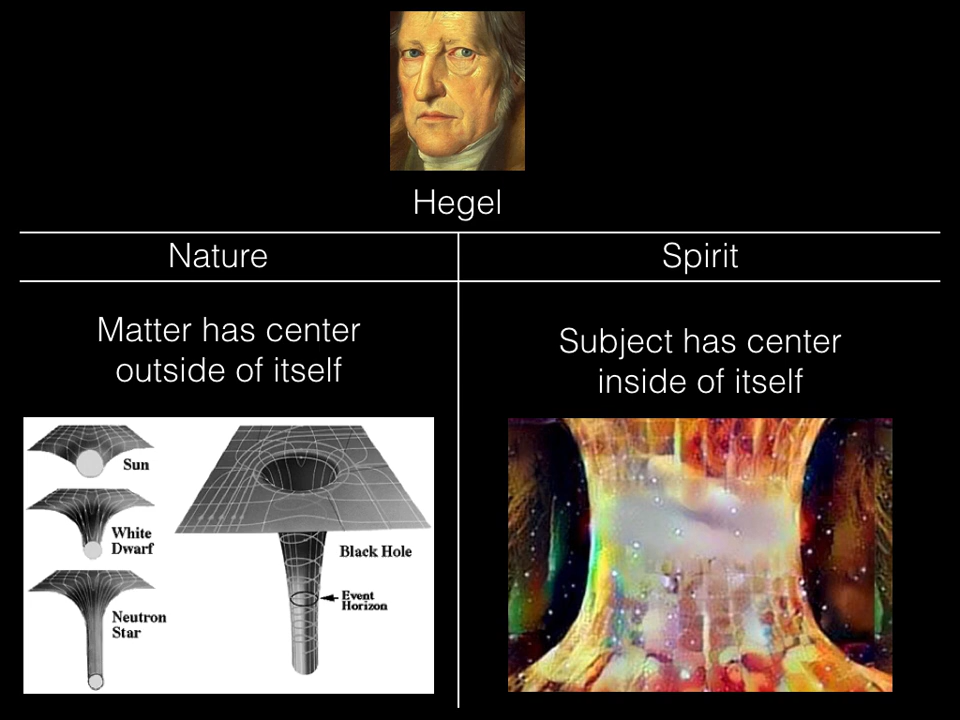 Hegel
Nature
Spirit
Matter has center
outside of itself
Subject has center
inside of itself
Sun
White
Dwarf
Neutron
Star
Black Hole
Event
Horizon